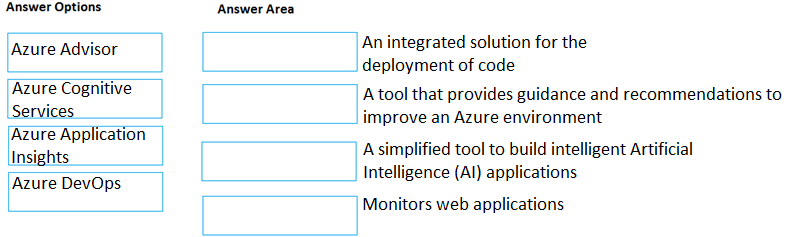 Answer Options
Answer Area
Azure Advisor
Azure Cognitive
Services
Azure Application
Insights
Azure DevOps
An integrated solution for the
deployment of code
A tool that provides guidance and recommendations to
improve an Azure environment
A simplified tool to build intelligent Artificial
Intelligence (AI) applications
Monitors web applications